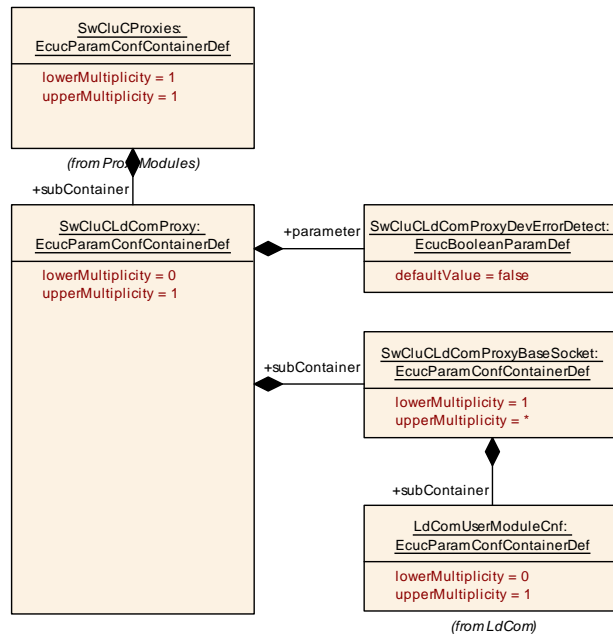 SwCluCProxies:
EcucParamConfContainerDef
lowerMultiplicity = 1
upperMultiplicity = 1
(from ProxyModules)
+subContainer
SwCluCLdComProxy:
EcucParamConfContainerDef
lowerMultiplicity = 0
upperMultiplicity = 1
+parameter
SwCluCLdComProxyDevErrorDetect:
EcucBooleanParamDef
defaultValue = false
+subContainer
SwCluCLdComProxyBaseSocket:
EcucParamConfContainerDef
lowerMultiplicity = 1
upperMultiplicity = *
+subContainer
LdComUserModuleCnf:
EcucParamConfContainerDef
lowerMultiplicity = 0
upperMultiplicity = 1
(from LdCom)